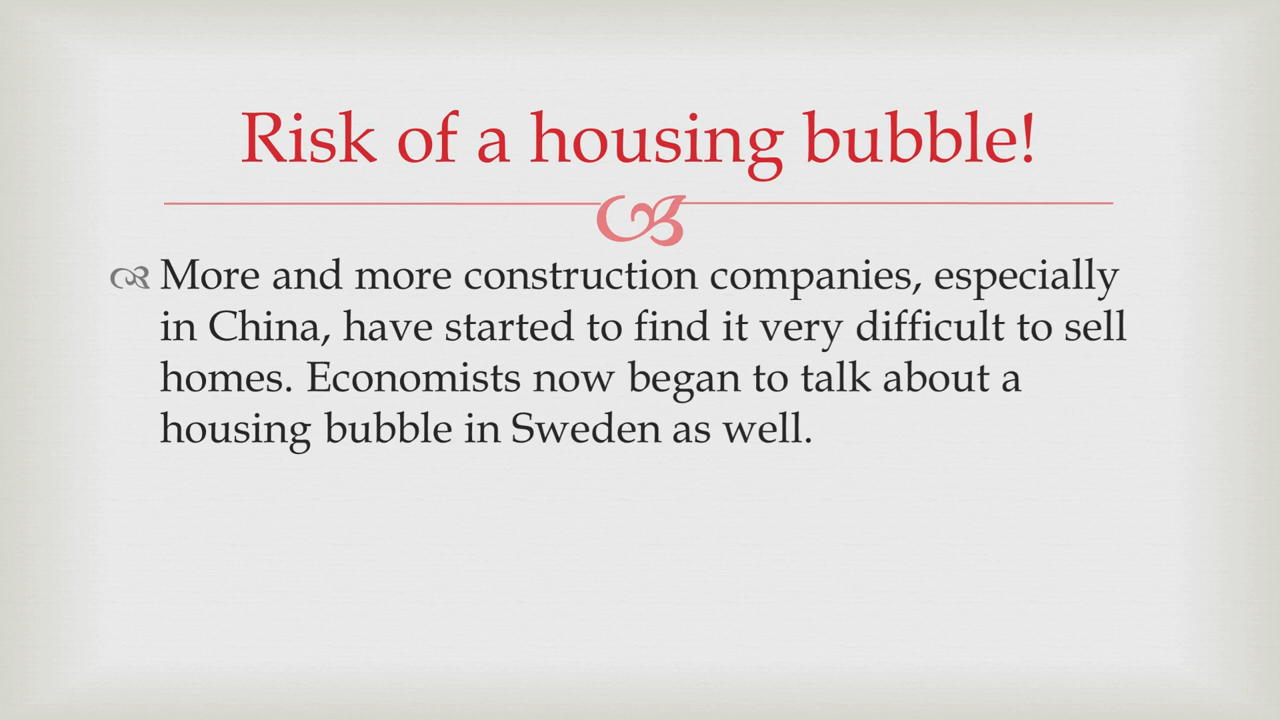 Risk of a housing bubble!
More and more construction companies, especially
in China, have started to find it very difficult to sell
homes. Economists now began to talk about a
housing bubble in Sweden as well.